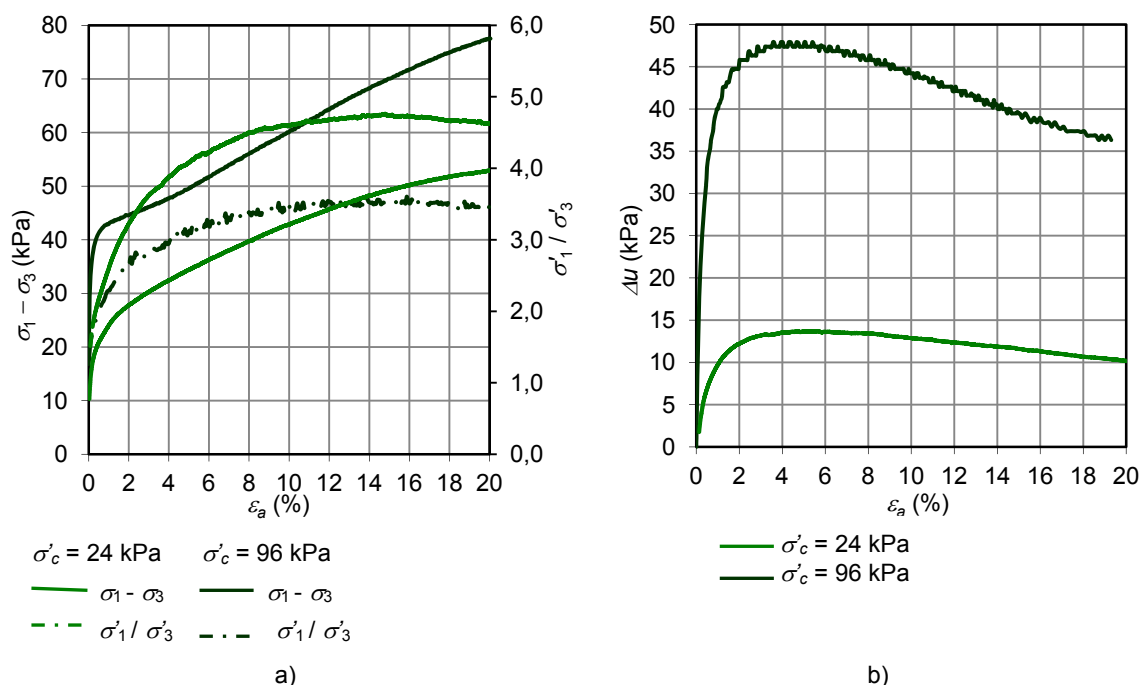 80
70
60
50
40
30
20
10
0
σ1 – σ3 (kPa)
6,0
5,0
4,0
3,0
2,0
1,0
0,0
σ'1 / σ'3
0 2 4 6 8 10 12 14 16 18 20
εa (%)
σ'c = 24 kPa σ'c = 96 kPa
σ1 - σ3 σ1 - σ3
σ'1 / σ'3 σ'1 / σ'3
a)
50
45
40
35
30
25
20
15
10
5
0
Δu (kPa)
0 2 4 6 8 10 12 14 16 18 20
εa (%)
σ'c = 24 kPa
σ'c = 96 kPa
b)